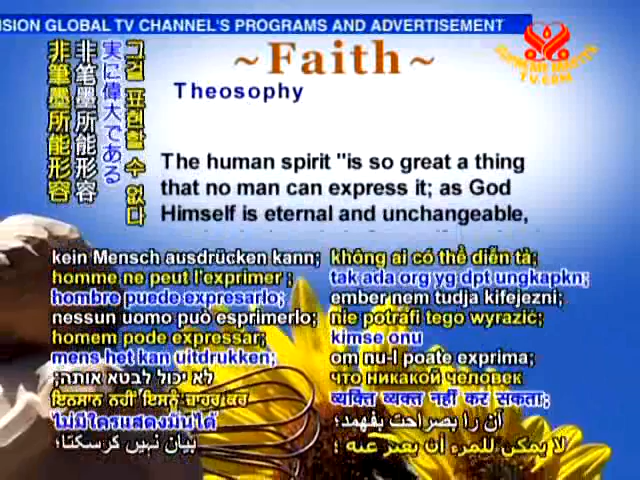 ISION GLOBAL TV CHANNEL'S PROGRAMS AND ADVERTISEMENT
SUPREME MASTER
TV.COM
~Faith~
Theosophy
非筆墨所能形容
非笔墨所能形容
実に偉大である
그걸 표현할 수 없다
The human spirit "is so great a thing
that no man can express it; as God
Himself is eternal and unchangeable,
kein Mensch ausdrücken kann;
homme ne peut l'exprimer ;
hombre puede expresarlo;
nessun uomo può esprimerlo;
homem pode expressar;
mens het kan uitdrukken;
לא יכול לבטא אותה;
ਇਨਸਾਨ ਨਹੀਂ ਇਸਨੂੰ ਜ਼ਾਹਰ ਕਰ
ไม่มีใครแสดงมันได้
بیان نہیں کرسکتا؛
không ai có thể diễn tả;
tak ada org yg dpt ungkapkn;
ember nem tudja kifejezni;
nie potrafi tego wyrazić;
kimse onu
om nu-l poate exprima;
что никакой человек
व्यक्ति व्यक्त नहीं कर सकता;
آن را بصراحت بفهمد؛
لا يمكن للمرء أن يعبر عنه ؛